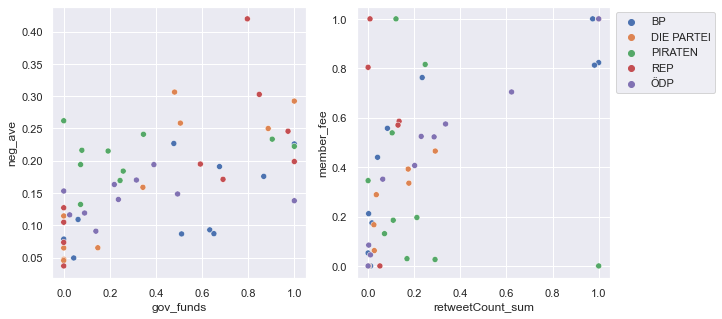 0.40
0.35
0.30
0.25
0.20
0.15
0.10
0.05
neg_ave
0.0 0.2 0.4 0.6 0.8 1.0
gov_funds
1.0
0.8
0.6
0.4
0.2
0.0
member_fee
0.0 0.2 0.4 0.6 0.8 1.0
retweetCount_sum
BP
DIE PARTEI
PIRATEN
REP
ÖDP